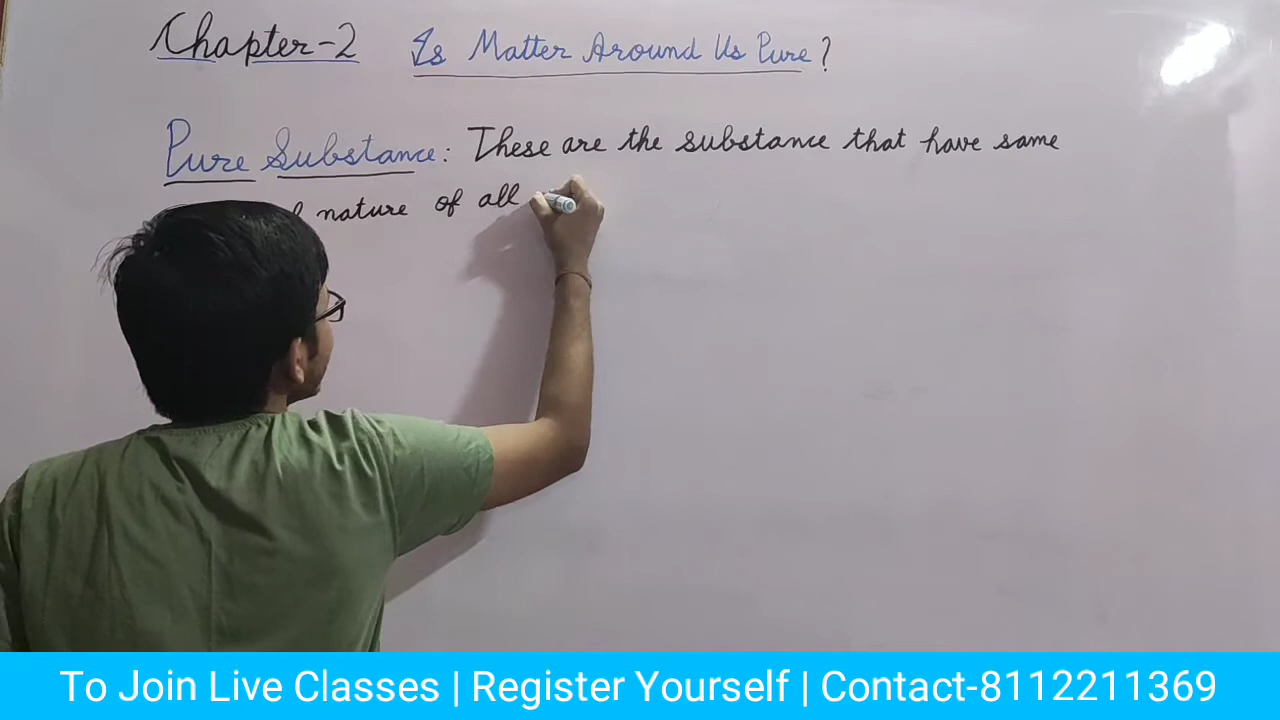 Chapter-2 Is Matter Around Us Pure?
Pure Substance: These are the substance that have same
nature of all
To Join Live Classes | Register Yourself | Contact-8112211369